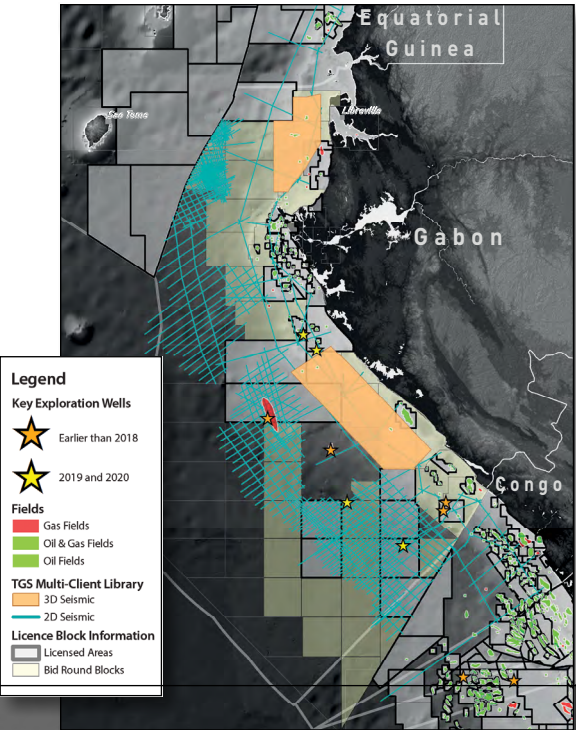 Equatorial
Guinea
Sao Tome
Libreville
Gabon
Congo
Legend
Key Exploration Wells
Earlier than 2018
2019 and 2020
Fields
Gas Fields
Oil & Gas Fields
Oil Fields
TGS Multi-Client Library
3D Seismic
2D Seismic
Licence Block Information
Licensed Areas
Bid Round Blocks